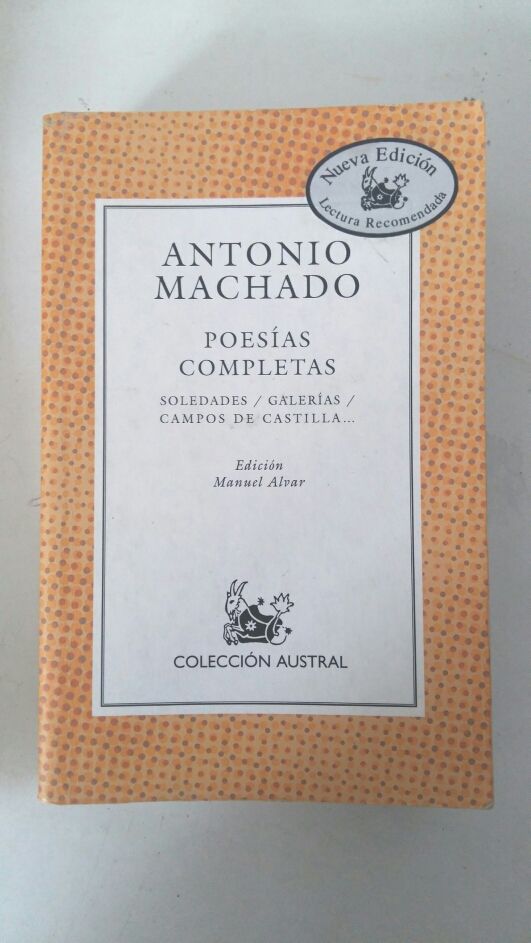 Nueva Edición
Lectura Recomendada
ANTONIO
MACHADO
POESÍAS
COMPLETAS
SOLEDADES / GALERÍAS /
CAMPOS DE CASTILLA...
Edición
Manuel Alvar
COLECCIÓN AUSTRAL